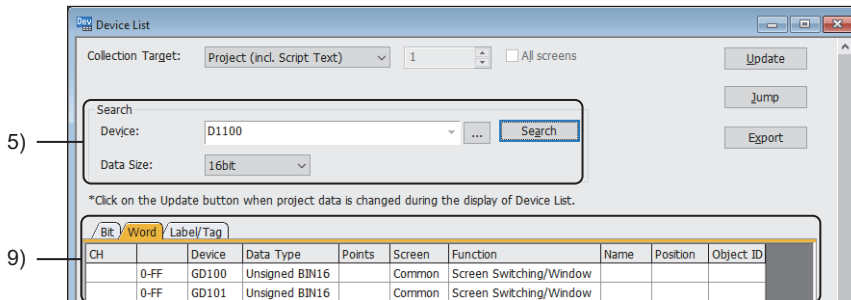 Dev Device List
Collection Target: Project (incl. Script Text) 1 All screens Update
Jump
Search
5) Device: D1100 ... Search Export
Data Size: 16bit
*Click on the Update button when project data is changed during the display of Device List.
Bit Word Label/Tag
9) CH Device Data Type Points Screen Function Name Position Object ID
0-FF GD100 Unsigned BIN16 Common Screen Switching/Window
0-FF GD101 Unsigned BIN16 Common Screen Switching/Window